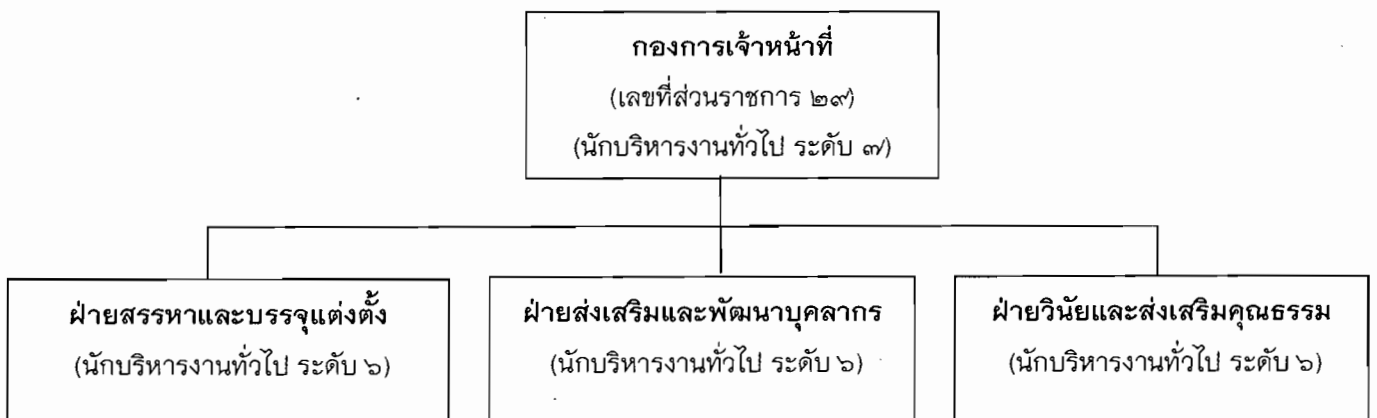 กองการเจ้าหน้าที่
(เลขที่ส่วนราชการ ๒๙)
(นักบริหารงานทั่วไป ระดับ ๗)
ฝ่ายสรรหาและบรรจุแต่งตั้ง
(นักบริหารงานทั่วไป ระดับ ๖)
ฝ่ายส่งเสริมและพัฒนาบุคลากร
(นักบริหารงานทั่วไป ระดับ ๖)
ฝ่ายวินัยและส่งเสริมคุณธรรม
(นักบริหารงานทั่วไป ระดับ ๖)